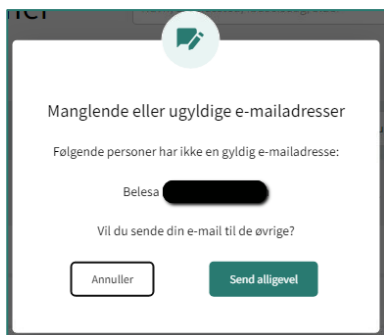 Manglende eller ugyldige e-mailadresser
Følgende personer har ikke en gyldig e-mailadresse:
Belesa
Vil du sende din e-mail til de øvrige?
Annuller
Send alligevel